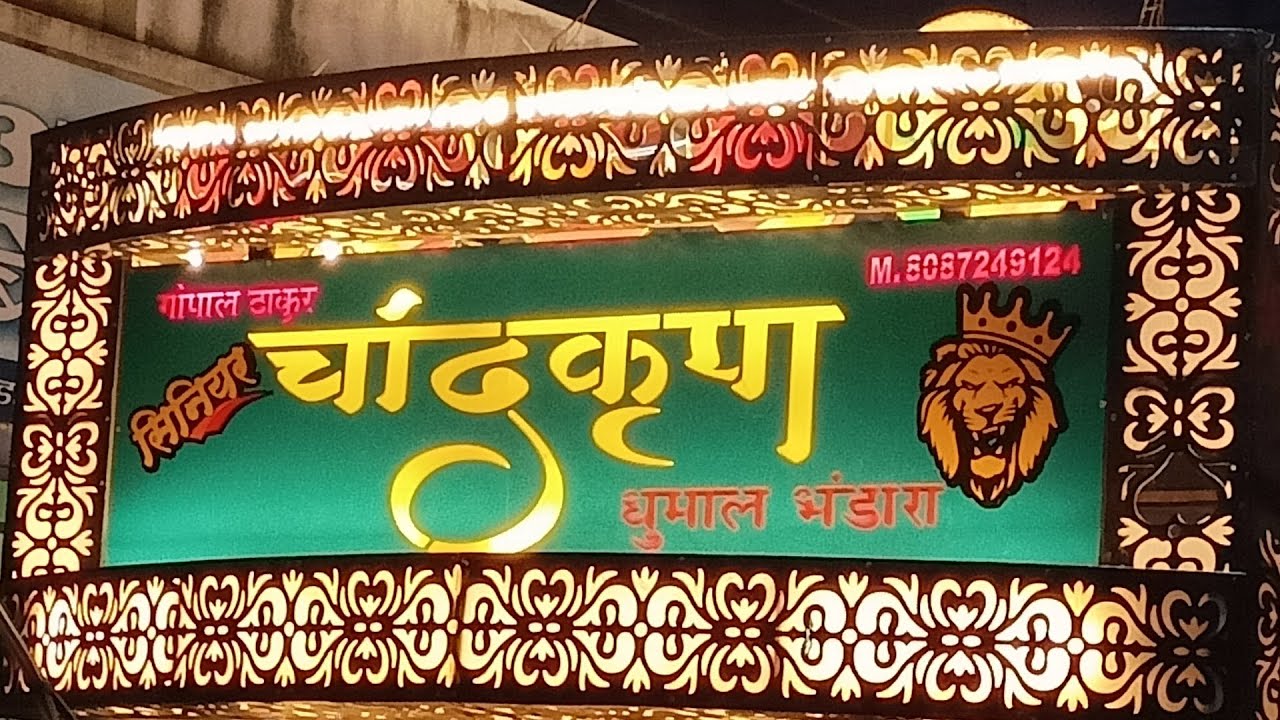 गोपाल ठाकुर
M. 8087249124
सिनियर
चांदकृपा
धुमाल भंडारा